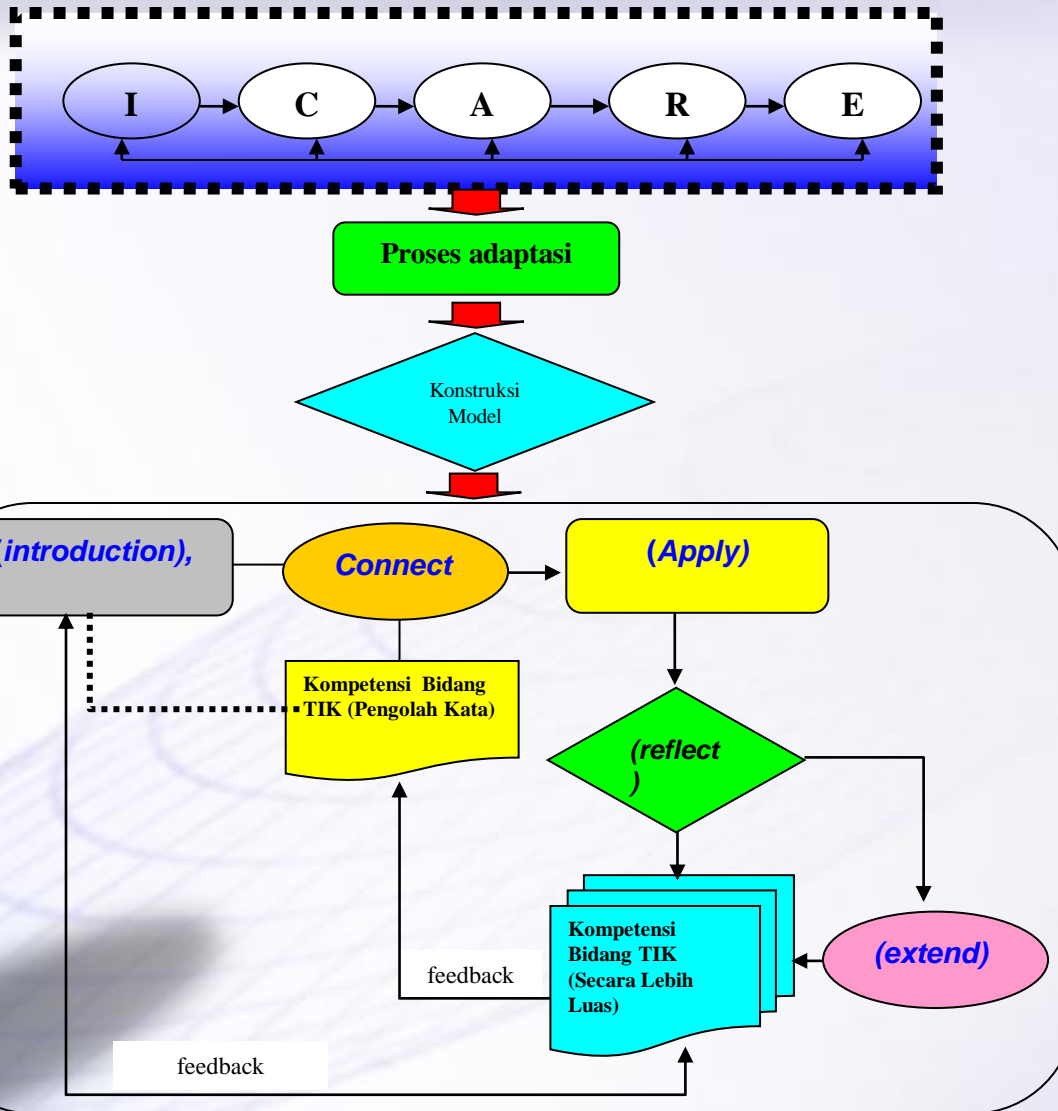 I
C
A
R
E
Proses adaptasi
Konstruksi
Model
(introduction),
Connect
(Apply)
Kompetensi Bidang
TIK (Pengolah Kata)
(reflect
)
Kompetensi
Bidang TIK
(Secara Lebih
Luas)
(extend)
feedback
feedback